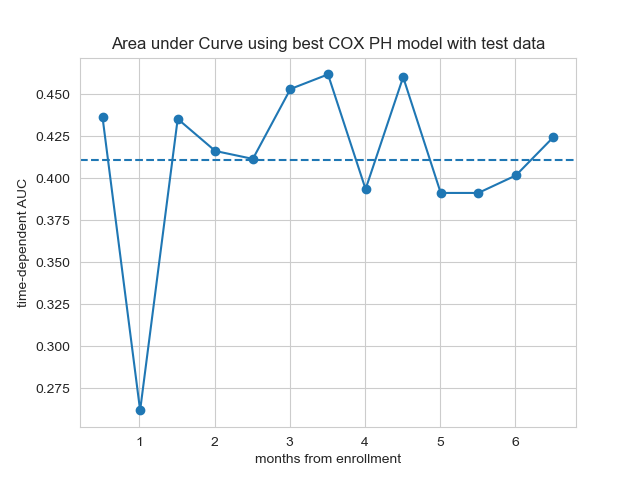 Area under Curve using best COX PH model with test data
time-dependent AUC
0.450
0.425
0.400
0.375
0.350
0.325
0.300
0.275
1 2 3 4 5 6
months from enrollment